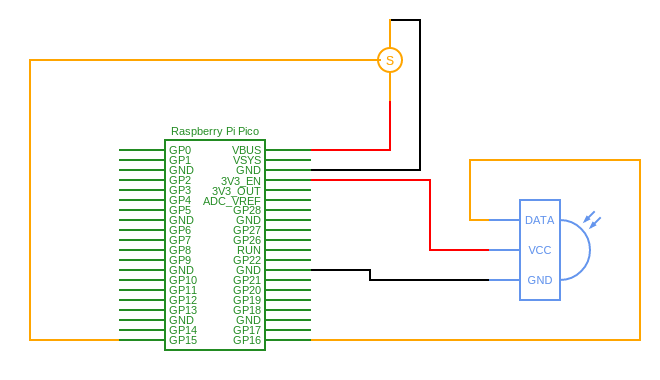 S
Raspberry Pi Pico
GP0 VBUS
GP1 VSYS
GND GND
GP2 3V3_EN
GP3 3V3_OUT
GP4 ADC_VREF
GP5 GP28
GND GND
GP6 GP27
GP7 GP26
GP8 RUN
GP9 GP22
GND GND
GP10 GP21
GP11 GP20
GP12 GP19
GP13 GP18
GND GND
GP14 GP17
GP15 GP16
DATA
VCC
GND